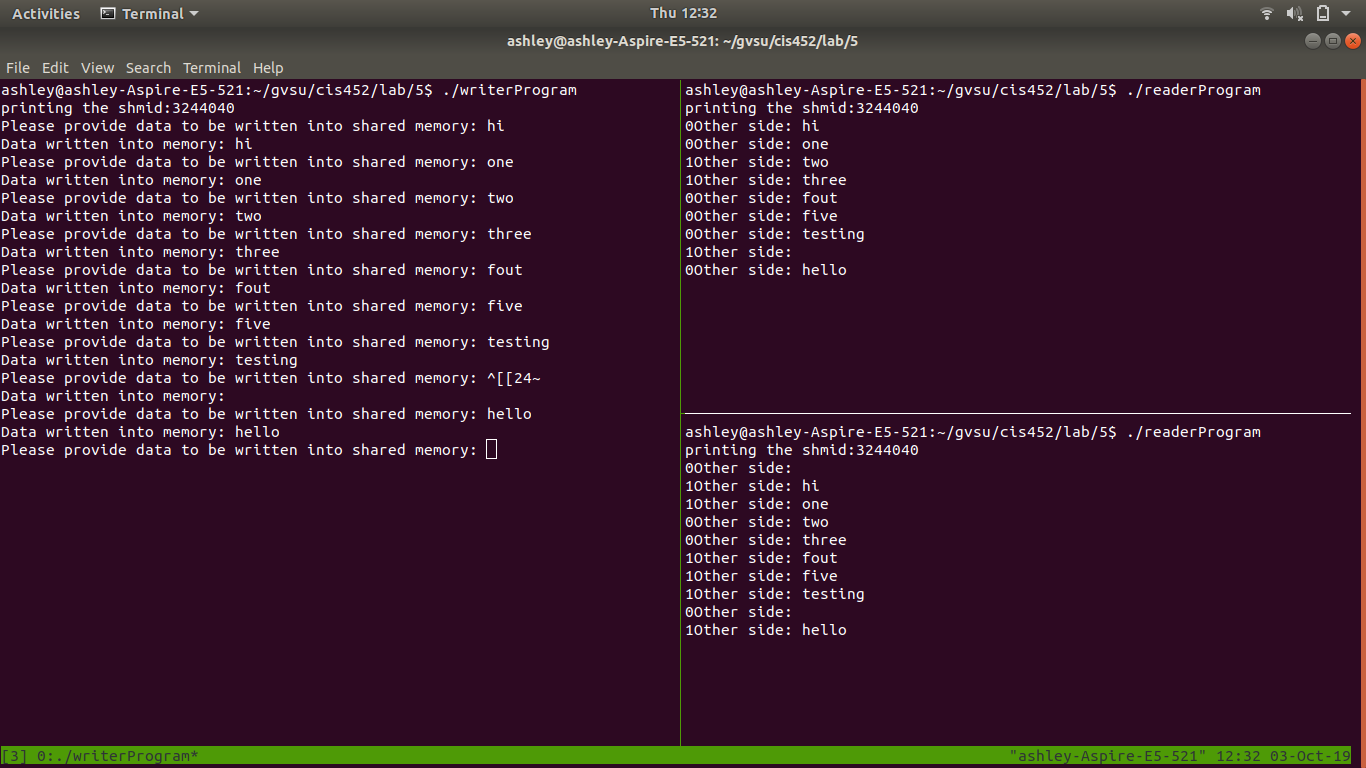 Activities Terminal Thu 12:32
ashley@ashley-Aspire-E5-521: ~/gvsu/cis452/lab/5
File Edit View Search Terminal Help
ashley@ashley-Aspire-E5-521:~/gvsu/cis452/lab/5$ ./writerProgram
printing the shmid:3244040
Please provide data to be written into shared memory: hi
Data written into memory: hi
Please provide data to be written into shared memory: one
Data written into memory: one
Please provide data to be written into shared memory: two
Data written into memory: two
Please provide data to be written into shared memory: three
Data written into memory: three
Please provide data to be written into shared memory: fout
Data written into memory: fout
Please provide data to be written into shared memory: five
Data written into memory: five
Please provide data to be written into shared memory: testing
Data written into memory: testing
Please provide data to be written into shared memory: ^[[24~
Data written into memory:
Please provide data to be written into shared memory: hello
Data written into memory: hello
Please provide data to be written into shared memory:
ashley@ashley-Aspire-E5-521:~/gvsu/cis452/lab/5$ ./readerProgram
printing the shmid:3244040
0Other side: hi
0Other side: one
1Other side: two
1Other side: three
0Other side: fout
0Other side: five
0Other side: testing
1Other side:
0Other side: hello
ashley@ashley-Aspire-E5-521:~/gvsu/cis452/lab/5$ ./readerProgram
printing the shmid:3244040
0Other side:
1Other side: hi
1Other side: one
0Other side: two
0Other side: three
1Other side: fout
1Other side: five
1Other side: testing
0Other side:
1Other side: hello
[3] 0:./writerProgram* "ashley-Aspire-E5-521" 12:32 03-Oct-19